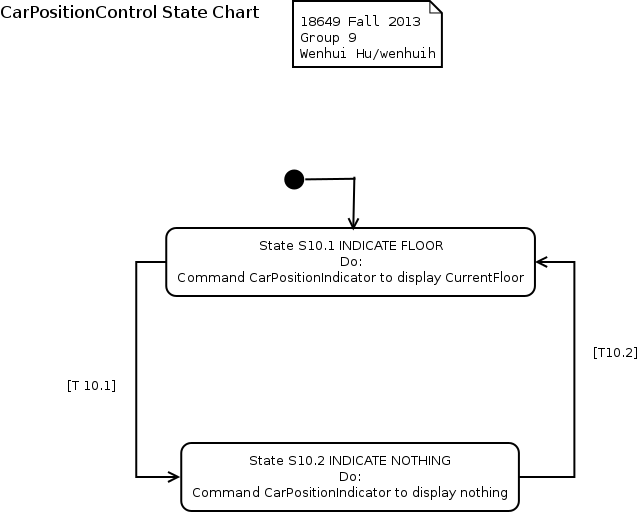 CarPositionControl State Chart
18649 Fall 2013
Group 9
Wenhui Hu/wenhuih
State S10.1 INDICATE FLOOR
Do:
Command CarPositionIndicator to display CurrentFloor
[T10.2]
[T 10.1]
State S10.2 INDICATE NOTHING
Do:
Command CarPositionIndicator to display nothing